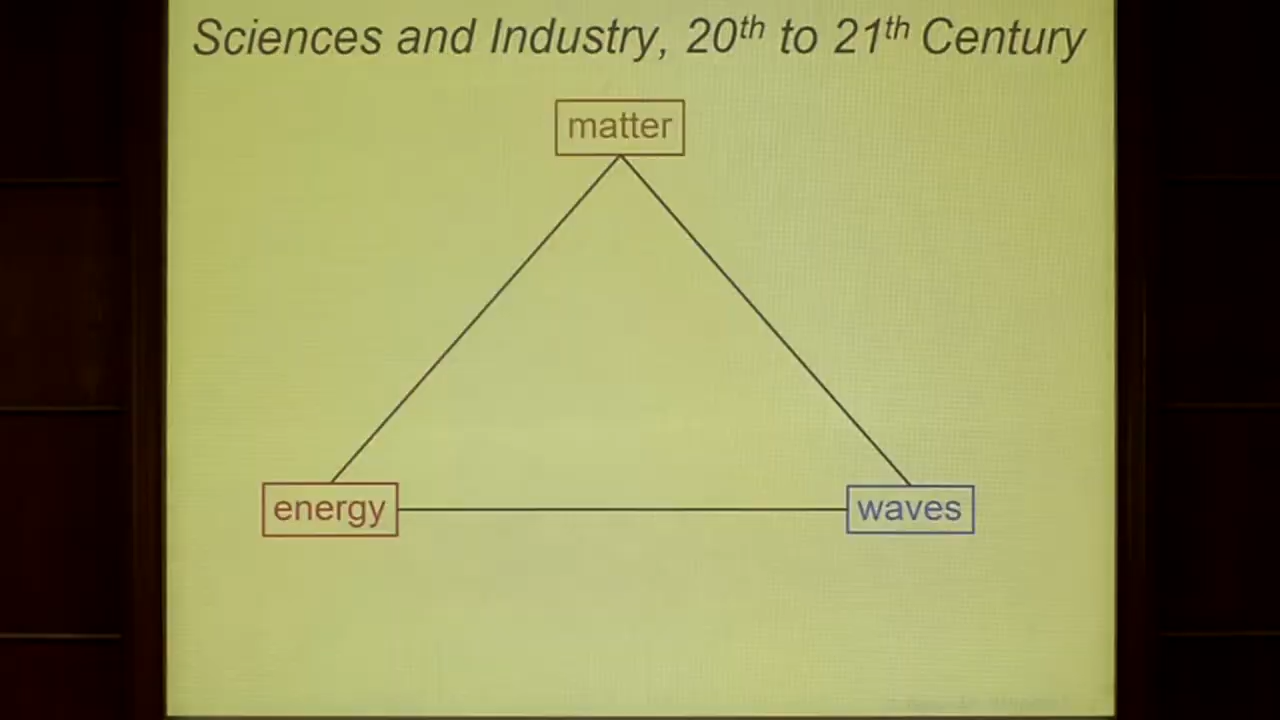 Sciences and Industry, 20th to 21th Century
matter
energy
waves